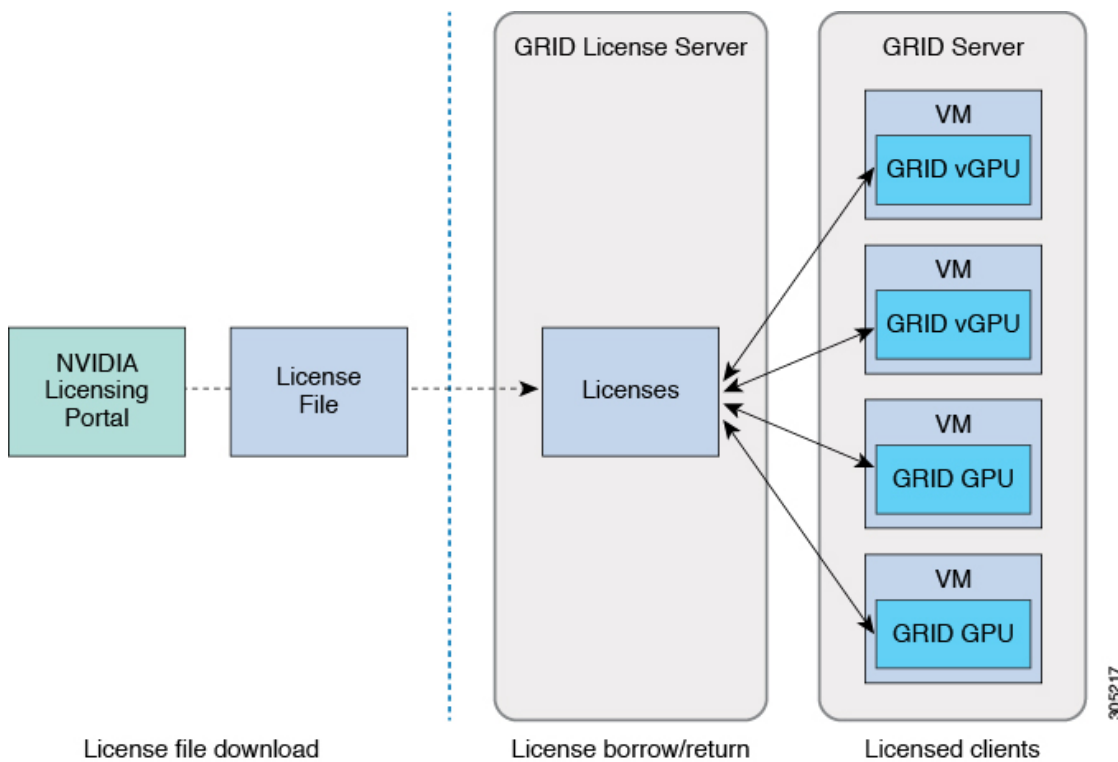 GRID License Server
GRID Server
VM
GRID vGPU
VM
GRID vGPU
NVIDIA
Licensing
Portal
License
File
Licenses
VM
GRID GPU
VM
GRID GPU
305217
License file download
License borrow/return
Licensed clients